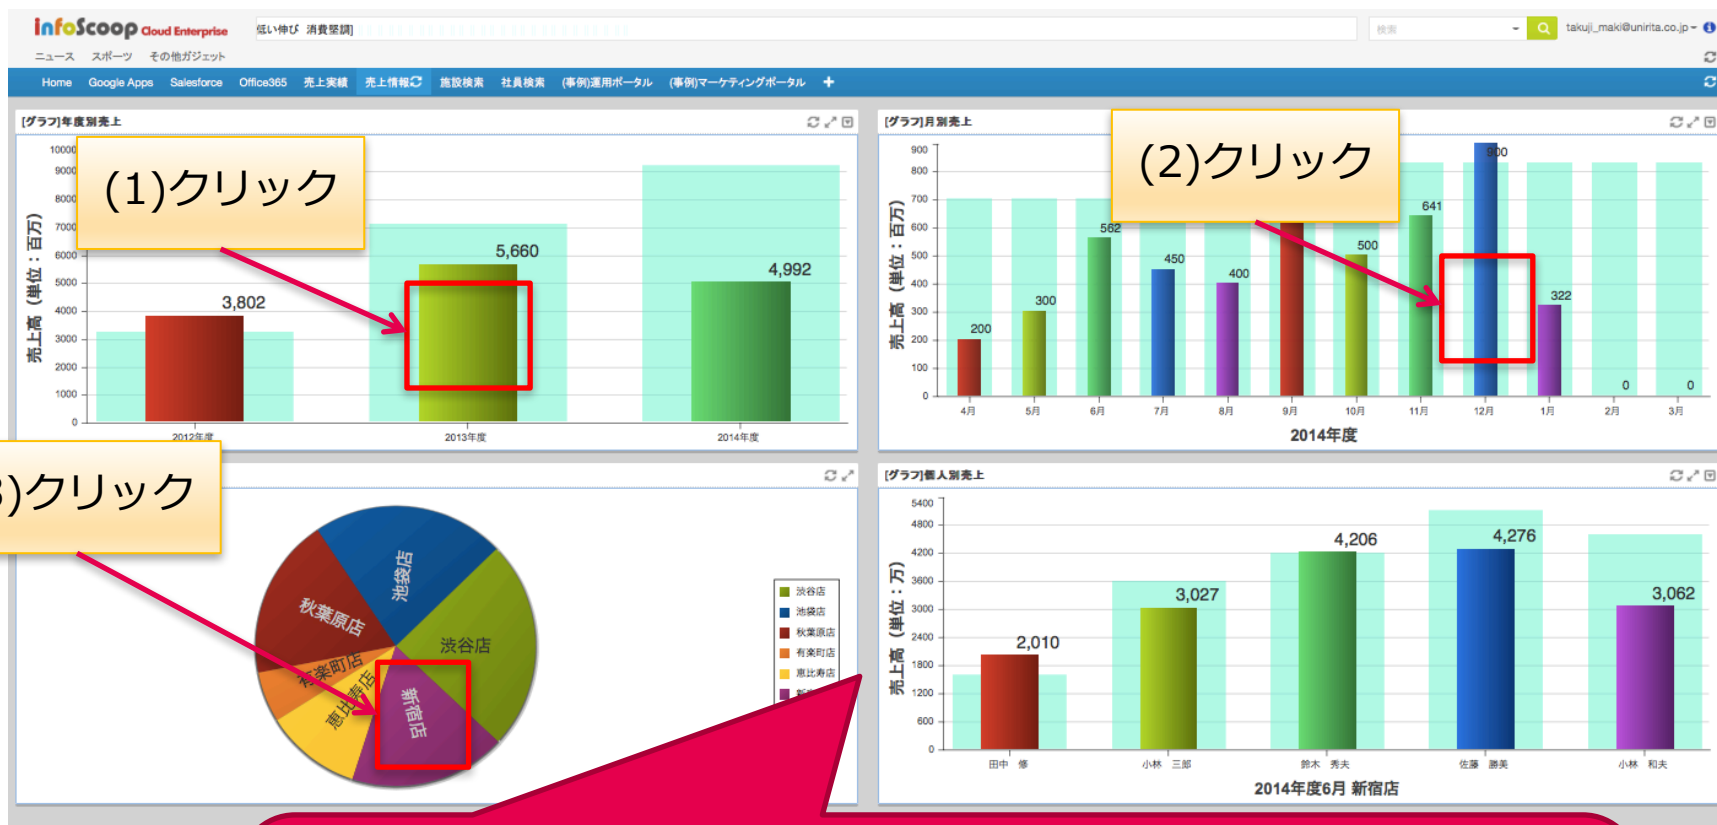 infoScoop Cloud Enterprise
低い伸び 消費堅調]
検索
takuji_maki@unirita.co.jp
ニュース スポーツ その他ガジェット
Home Google Apps Salesforce Office365 売上実績 売上情報 施設検索 社員検索 (事例)運用ポータル (事例)マーケティングポータル
[グラフ]年度別売上
売上高（単位：百万）
10000
9000
8000
7000
6000
5000
4000
3000
2000
1000
0
3,802
5,660
4,992
2012年度
2013年度
2014年度
(1)クリック
[グラフ]月別売上
売上高（単位：百万）
900
800
700
600
500
400
300
200
100
0
200
300
562
450
400
500
641
900
322
0
0
4月 5月 6月 7月 8月 9月 10月 11月 12月 1月 2月 3月
2014年度
(2)クリック
)クリック
池袋店
渋谷店
新宿店
恵比寿店
有楽町店
秋葉原店
渋谷店
池袋店
秋葉原店
有楽町店
恵比寿店
[グラフ]個人別売上
売上高（単位：万）
5400
4800
4200
3600
3000
2400
1800
1200
600
0
2,010
3,027
4,206
4,276
3,062
田中 修
小林 三郎
鈴木 秀夫
佐藤 勝美
小林 和夫
2014年度6月 新宿店